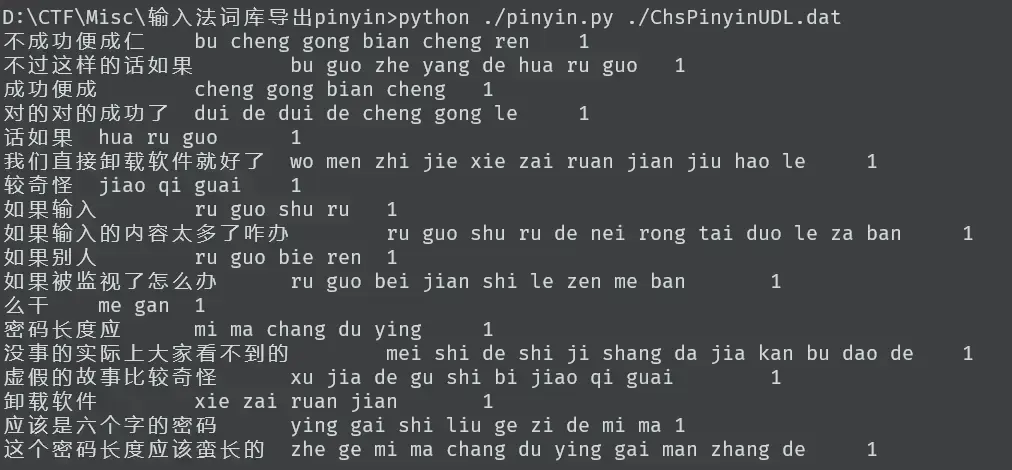 D:\CTF\Misc\输入法词库导出pinyin>python ./pinyin.py ./ChsPinyinUDL.dat
不成功便成仁 bu cheng gong bian cheng ren 1
不过这样的话如果 bu guo zhe yang de hua ru guo 1
成功便成 cheng gong bian cheng 1
对的对的成功了 dui de dui de cheng gong le 1
话如果 hua ru guo 1
我们直接卸载软件就好了 wo men zhi jie xie zai ruan jian jiu hao le 1
较奇怪 jiao qi guai 1
如果输入 ru guo shu ru 1
如果输入的内容太多了咋办 ru guo shu ru de nei rong tai duo le za ban 1
如果别人 ru guo bie ren 1
如果被监视了怎么办 ru guo bei jian shi le zen me ban 1
么干 me gan 1
密码长度应 mi ma chang du ying 1
没事的实际上大家看不到的 mei shi de shi ji shang da jia kan bu dao de 1
虚假的故事比较奇怪 xu jia de gu shi bi jiao qi guai 1
卸载软件 xie zai ruan jian 1
应该是六个字的密码 ying gai shi liu ge zi de mi ma 1
这个密码长度应该蛮长的 zhe ge mi ma chang du ying gai man zhang de 1